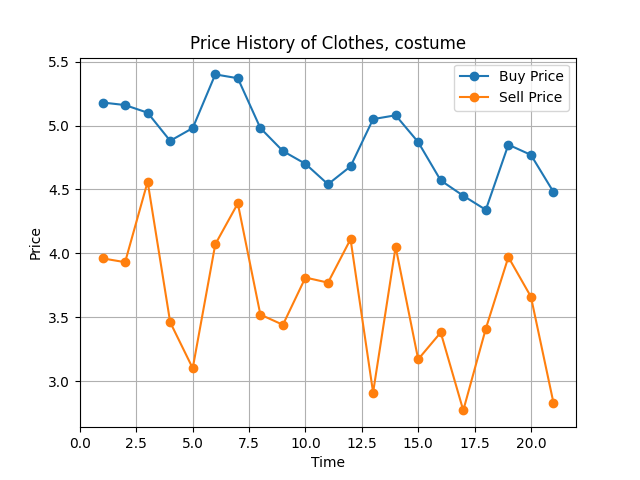 Price History of Clothes, costume
Buy Price
Sell Price
Price
5.5
5.0
4.5
4.0
3.5
3.0
0.0 2.5 5.0 7.5 10.0 12.5 15.0 17.5 20.0
Time